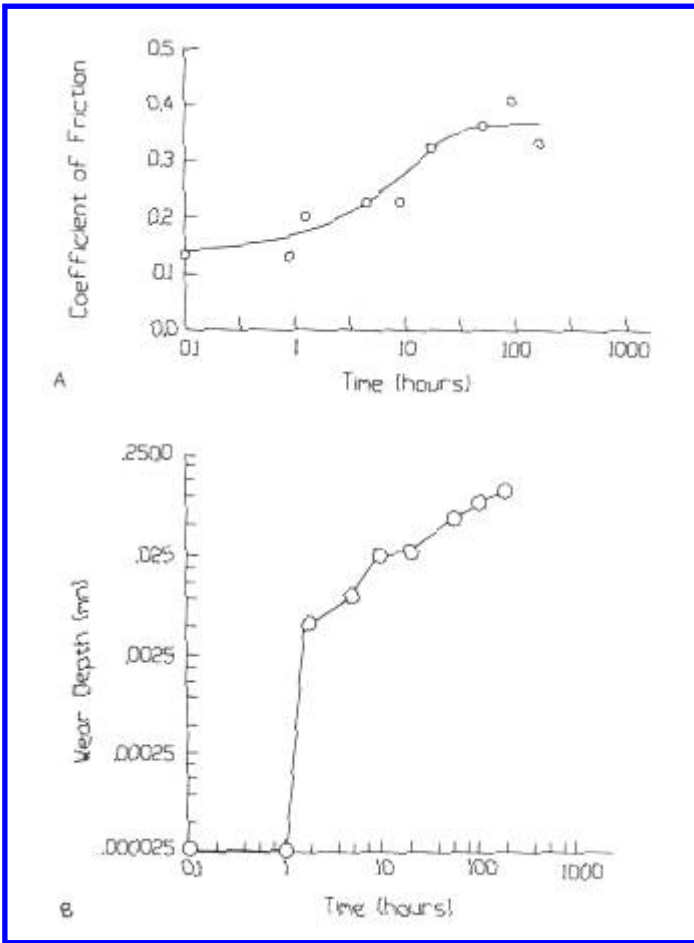 0.5
0.4
0.3
0.2
0.1
0.0
Coefficient of Friction
0.1 1 10 100 1000
Time (hours)
A
.2500
.025
.0025
.00025
.000025
Wear Depth (mm)
0.1 1 10 100 1000
Time (hours)
B